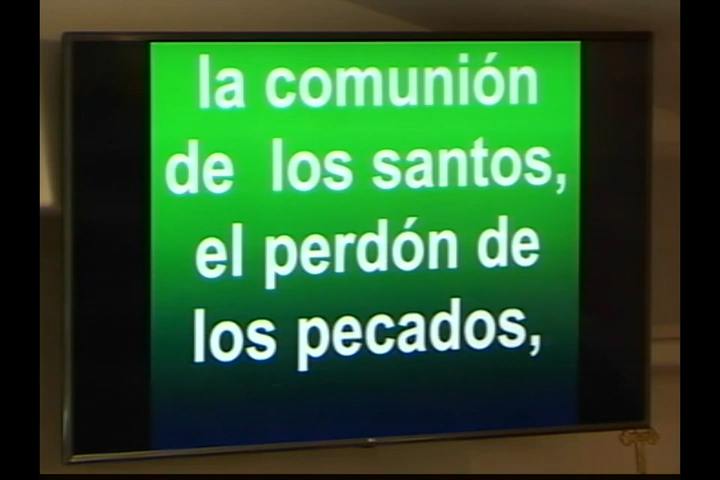 la comunión
de los santos,
el perdón de
los pecados,